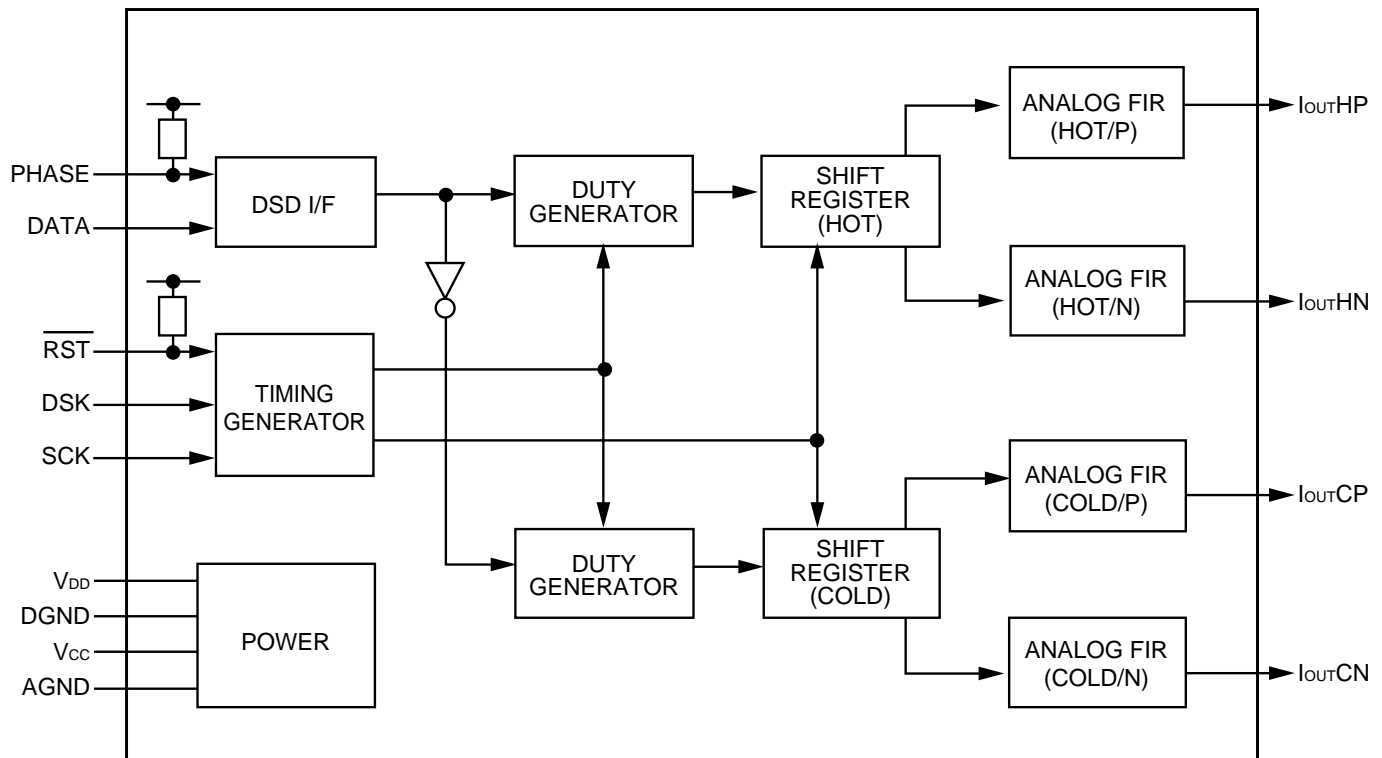 PHASE
DATA
RST
DSK
SCK
VDD
DGND
VCC
AGND
DSD I/F
TIMING
GENERATOR
POWER
DUTY
GENERATOR
DUTY
GENERATOR
SHIFT
REGISTER
(HOT)
SHIFT
REGISTER
(COLD)
ANALOG FIR
(HOT/P)
ANALOG FIR
(HOT/N)
ANALOG FIR
(COLD/P)
ANALOG FIR
(COLD/N)
IOUTHP
IOUTHN
IOUTCP
IOUTCN